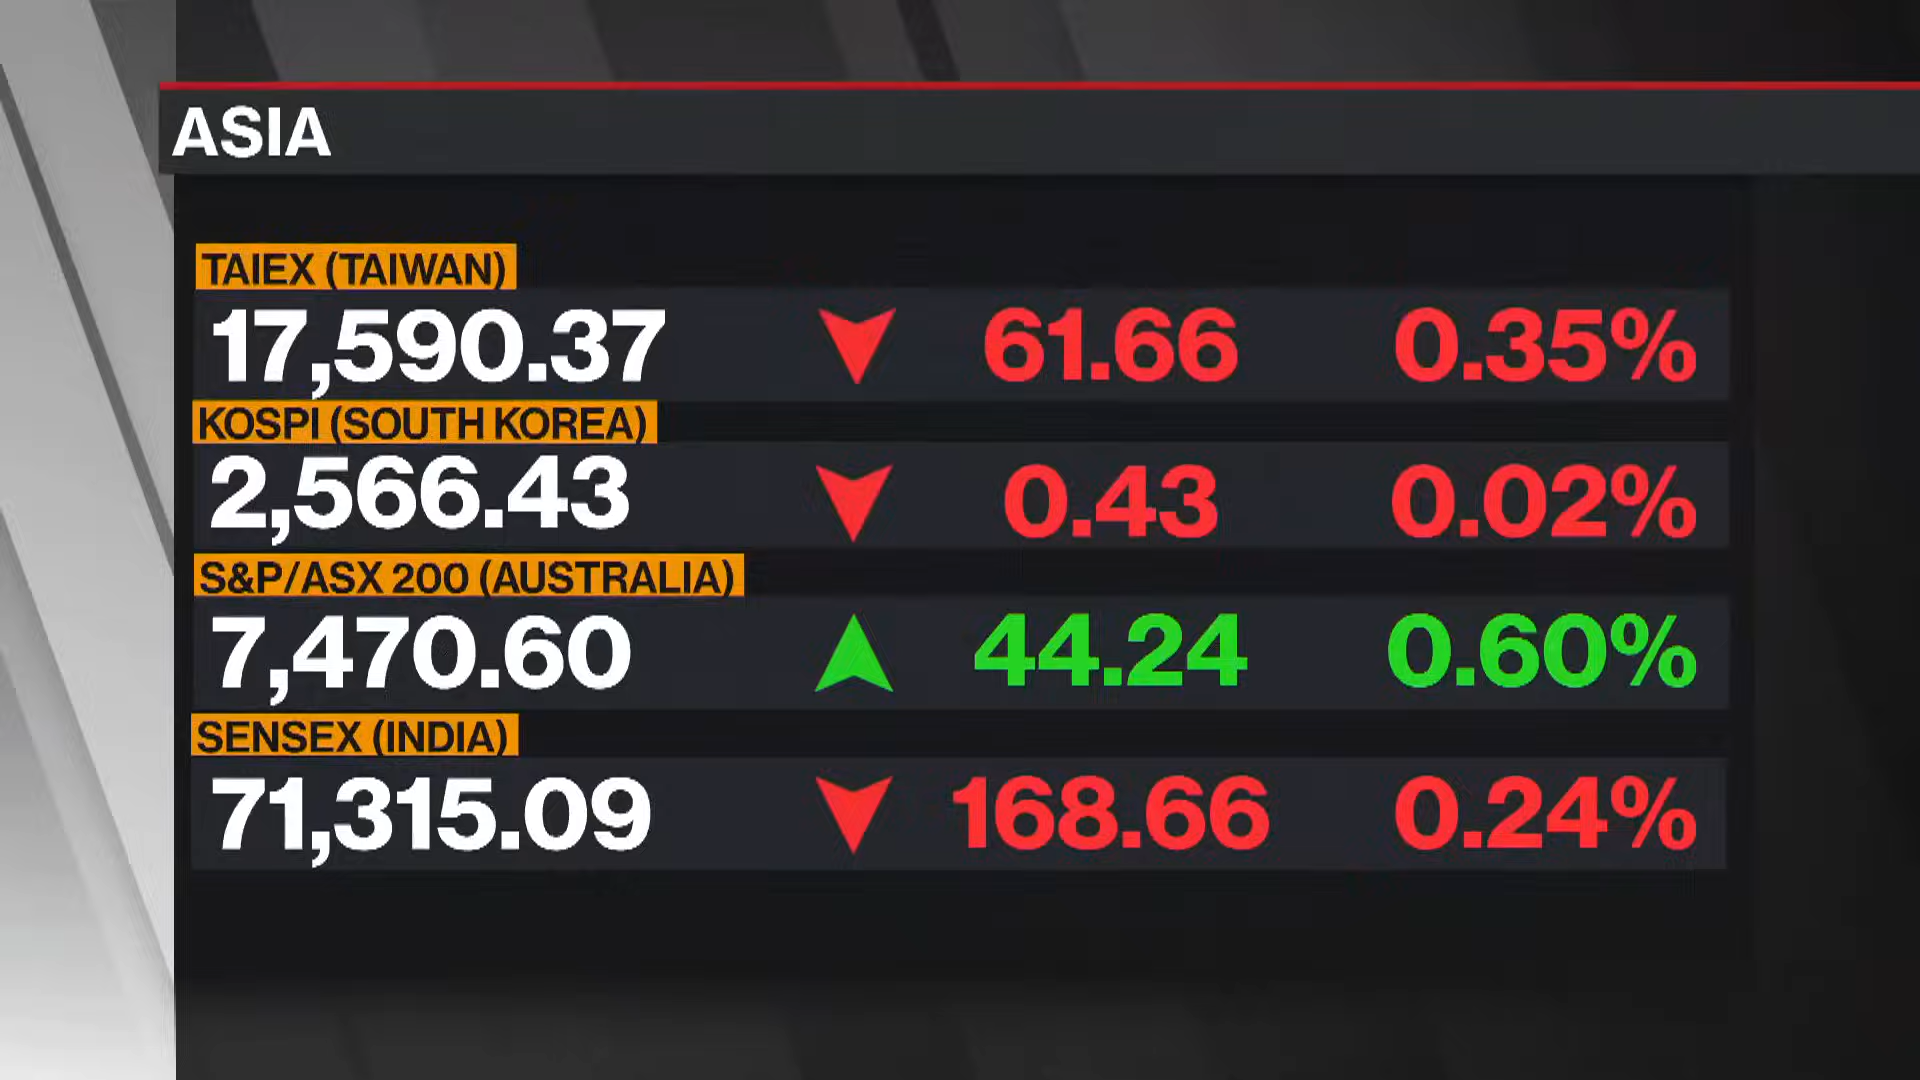 ASIA
TAIEX (TAIWAN)
17,590.37 61.66 0.35%
KOSPI (SOUTH KOREA)
2,566.43 0.43 0.02%
S&P/ASX 200 (AUSTRALIA)
7,470.60 44.24 0.60%
SENSEX (INDIA)
71,315.09 168.66 0.24%